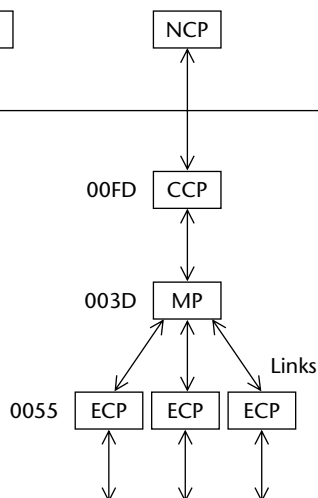 NCP
00FD CCP
003D MP
Links
0055 ECP ECP ECP